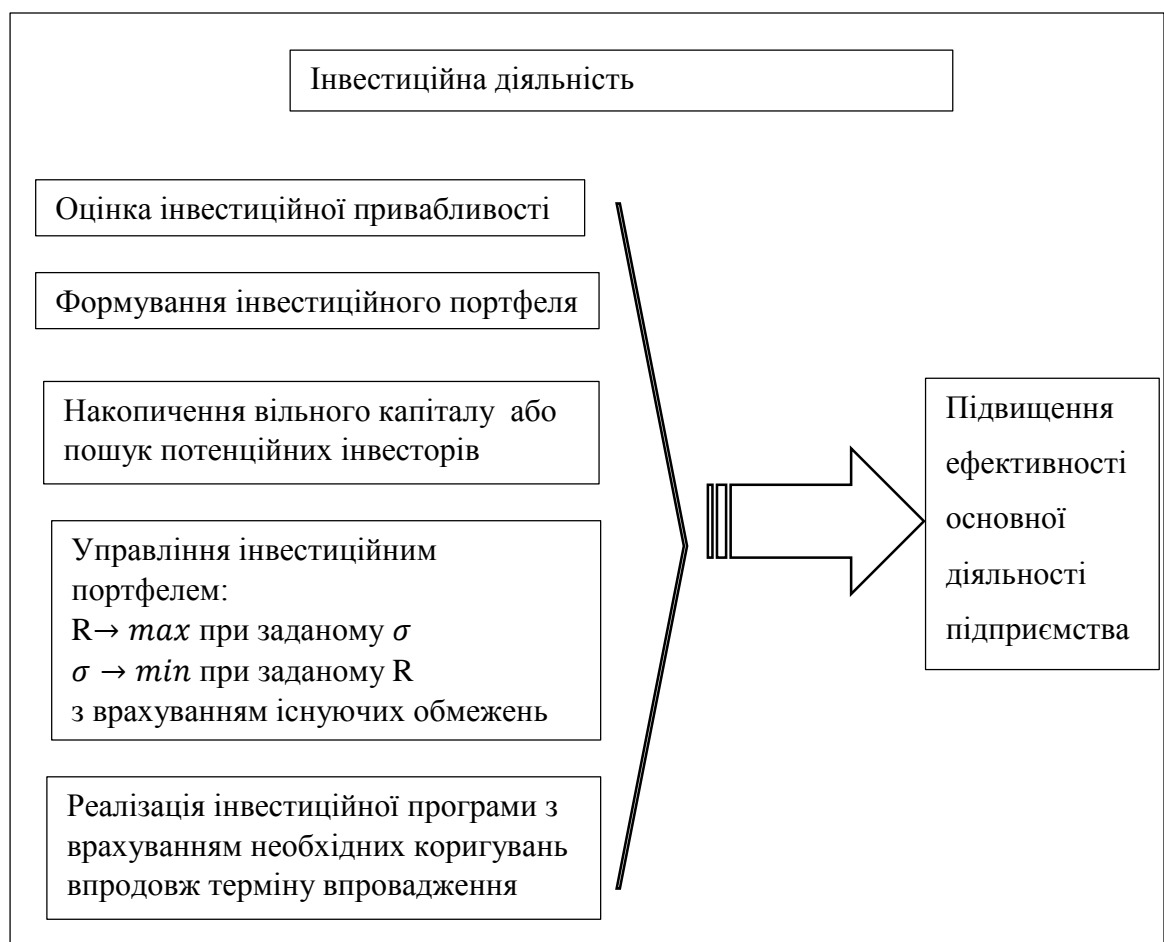 Інвестиційна діяльність
Оцінка інвестиційної привабливості
Формування інвестиційного портфеля
Накопичення вільного капіталу або
пошук потенційних інвесторів
Управління інвестиційним
портфелем:
R→ max при заданому σ
σ → min при заданому R
з врахуванням існуючих обмежень
Реалізація інвестиційної програми з
врахуванням необхідних коригувань
впродовж терміну впровадження
Підвищення
ефективності
основної
діяльності
підприємства